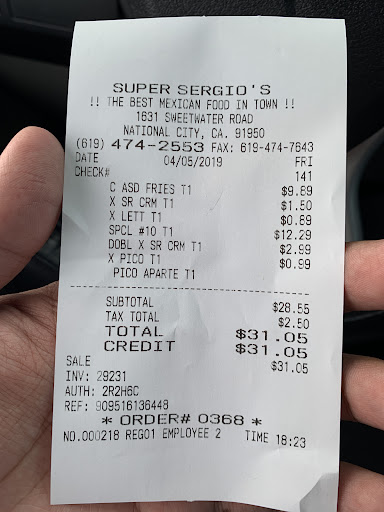 SUPER SERGIO'S
!! THE BEST MEXICAN FOOD IN TOWN !!
1631 SWEETWATER ROAD
NATIONAL CITY, CA. 91950
(619) 474-2553 FAX: 619-474-7643
DATE 04/05/2019 FRI
CHECK# 141
C ASD FRIES T1 $9.89
X SR CRM T1 $1.50
X LETT T1 $0.89
SPCL #10 T1 $12.29
DOBL X SR CRM T1 $2.99
X PICO T1 $0.99
PICO APARTE T1
SUBTOTAL $28.55
TAX TOTAL $2.50
TOTAL $31.05
CREDIT $31.05
SALE $31.05
INV: 29231
AUTH: 2R2H6C
REF: 909516136448
* ORDER# 0368 *
NO.000218 REG01 EMPLOYEE 2 TIME 18:23